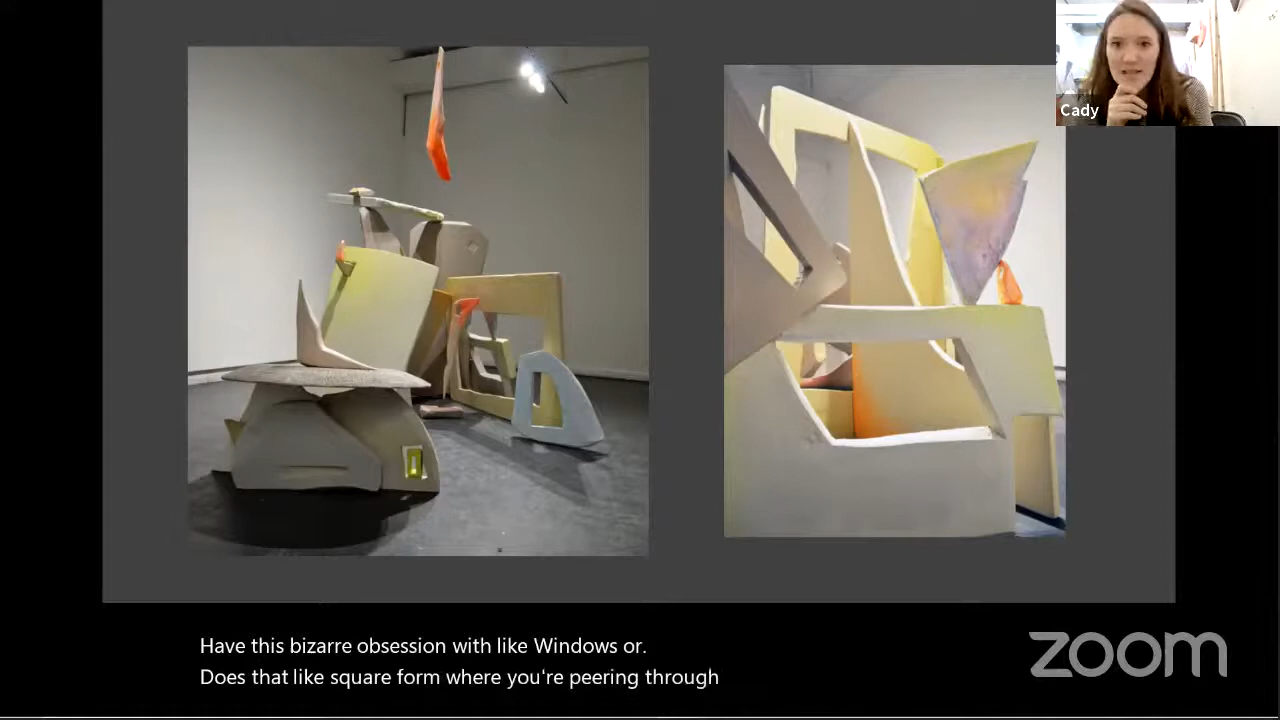 Cady
Have this bizarre obsession with like Windows or.
Does that like square form where you're peering through
zoom